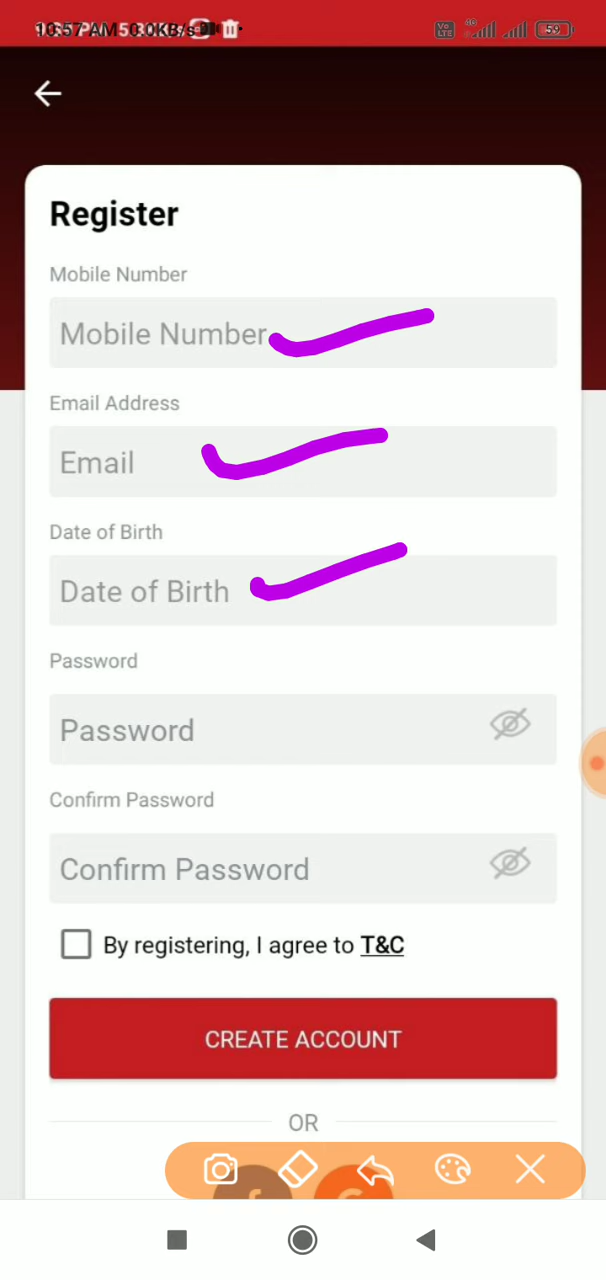 Register
Mobile Number
Mobile Number
Email Address
Email
Date of Birth
Date of Birth
Password
Password
Confirm Password
Confirm Password
By registering, I agree to T&C
CREATE ACCOUNT
OR